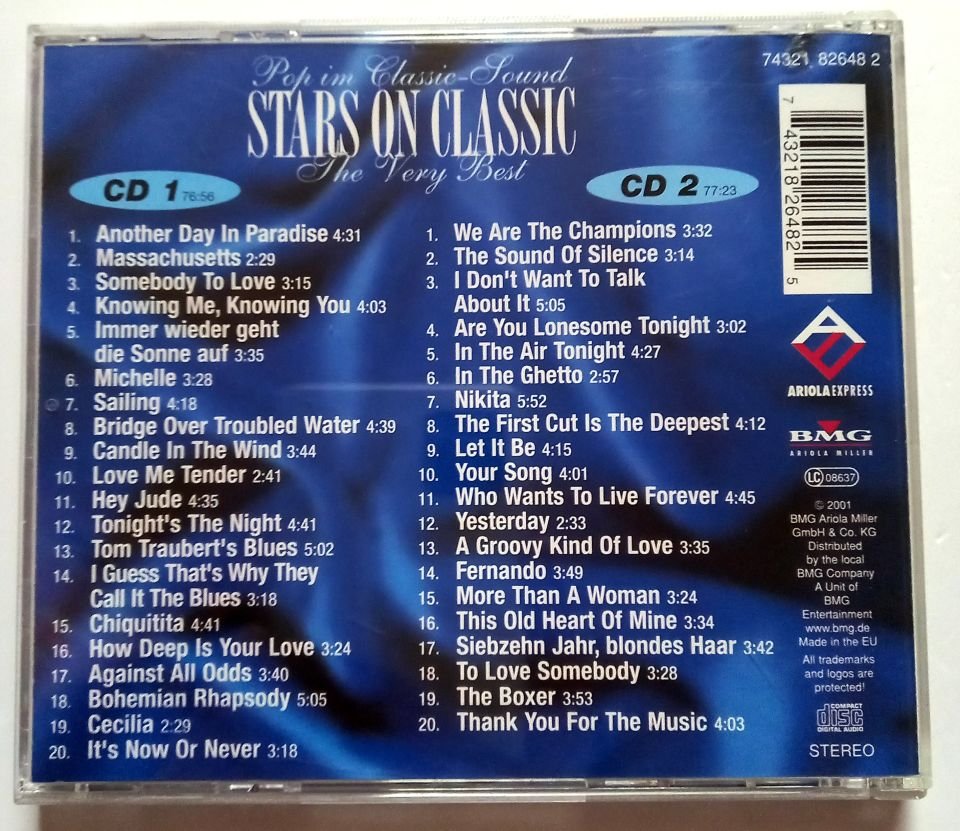 Pop im Classic-Sound
STARS ON CLASSIC
The Very Best
74321 82648 2
7 43218 26482 5
CD 1 76:56
1. Another Day In Paradise 4:31
2. Massachusetts 2:29
3. Somebody To Love 3:15
4. Knowing Me, Knowing You 4:03
5. Immer wieder geht
die Sonne auf 3:35
6. Michelle 3:28
7. Sailing 4:18
8. Bridge Over Troubled Water 4:39
9. Candle In The Wind 3:44
10. Love Me Tender 2:41
11. Hey Jude 4:35
12. Tonight's The Night 4:41
13. Tom Traubert's Blues 5:02
14. I Guess That's Why They
Call It The Blues 3:18
15. Chiquitita 4:41
16. How Deep Is Your Love 3:24
17. Against All Odds 3:40
18. Bohemian Rhapsody 5:05
19. Cecilia 2:29
20. It's Now Or Never 3:18
CD 2 77:23
1. We Are The Champions 3:32
2. The Sound Of Silence 3:14
3. I Don't Want To Talk
About It 5:05
4. Are You Lonesome Tonight 3:02
5. In The Air Tonight 4:27
6. In The Ghetto 2:57
7. Nikita 5:52
8. The First Cut Is The Deepest 4:12
9. Let It Be 4:15
10. Your Song 4:01
11. Who Wants To Live Forever 4:45
12. Yesterday 2:33
13. A Groovy Kind Of Love 3:35
14. Fernando 3:49
15. More Than A Woman 3:24
16. This Old Heart Of Mine 3:34
17. Siebzehn Jahr, blondes Haar 3:42
18. To Love Somebody 3:28
19. The Boxer 3:53
20. Thank You For The Music 4:03
AE
ARIOLA EXPRESS
BMG
ARIOLA MILLER
LC 08637
© 2001
BMG Ariola Miller
GmbH & Co. KG
Distributed
by the local
BMG Company
A Unit of
BMG
Entertainment
www.bmg.de
Made in the EU
All trademarks
and logos are
protected!
COMPACT
disc
DIGITAL AUDIO
STEREO